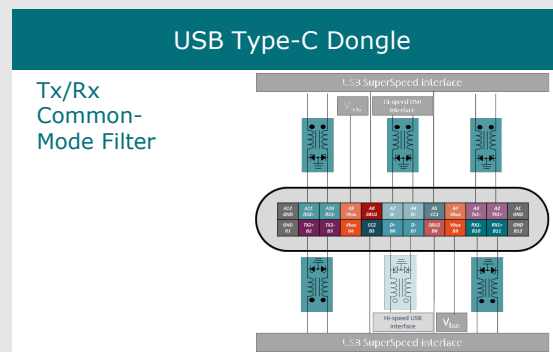 USB Type-C Dongle
Tx/Rx
Common-
Mode Filter
USB SuperSpeed interface
Vbus
Hi-speed USB
interface
A12 A11 A10 A9 A8 A7 A6 A5 A4 A3 A2 A1
GND RX2+ RX2- Vbus SBU1 D- D+ CC1 Vbus TX1- TX1+ GND
GND TX2+ TX2- Vbus CC2 D+ D- SBU2 Vbus RX1- RX1+ GND
B1 B2 B3 B4 B5 B6 B7 B8 B9 B10 B11 B12
Hi-speed USB
interface
Vbus
USB SuperSpeed interface